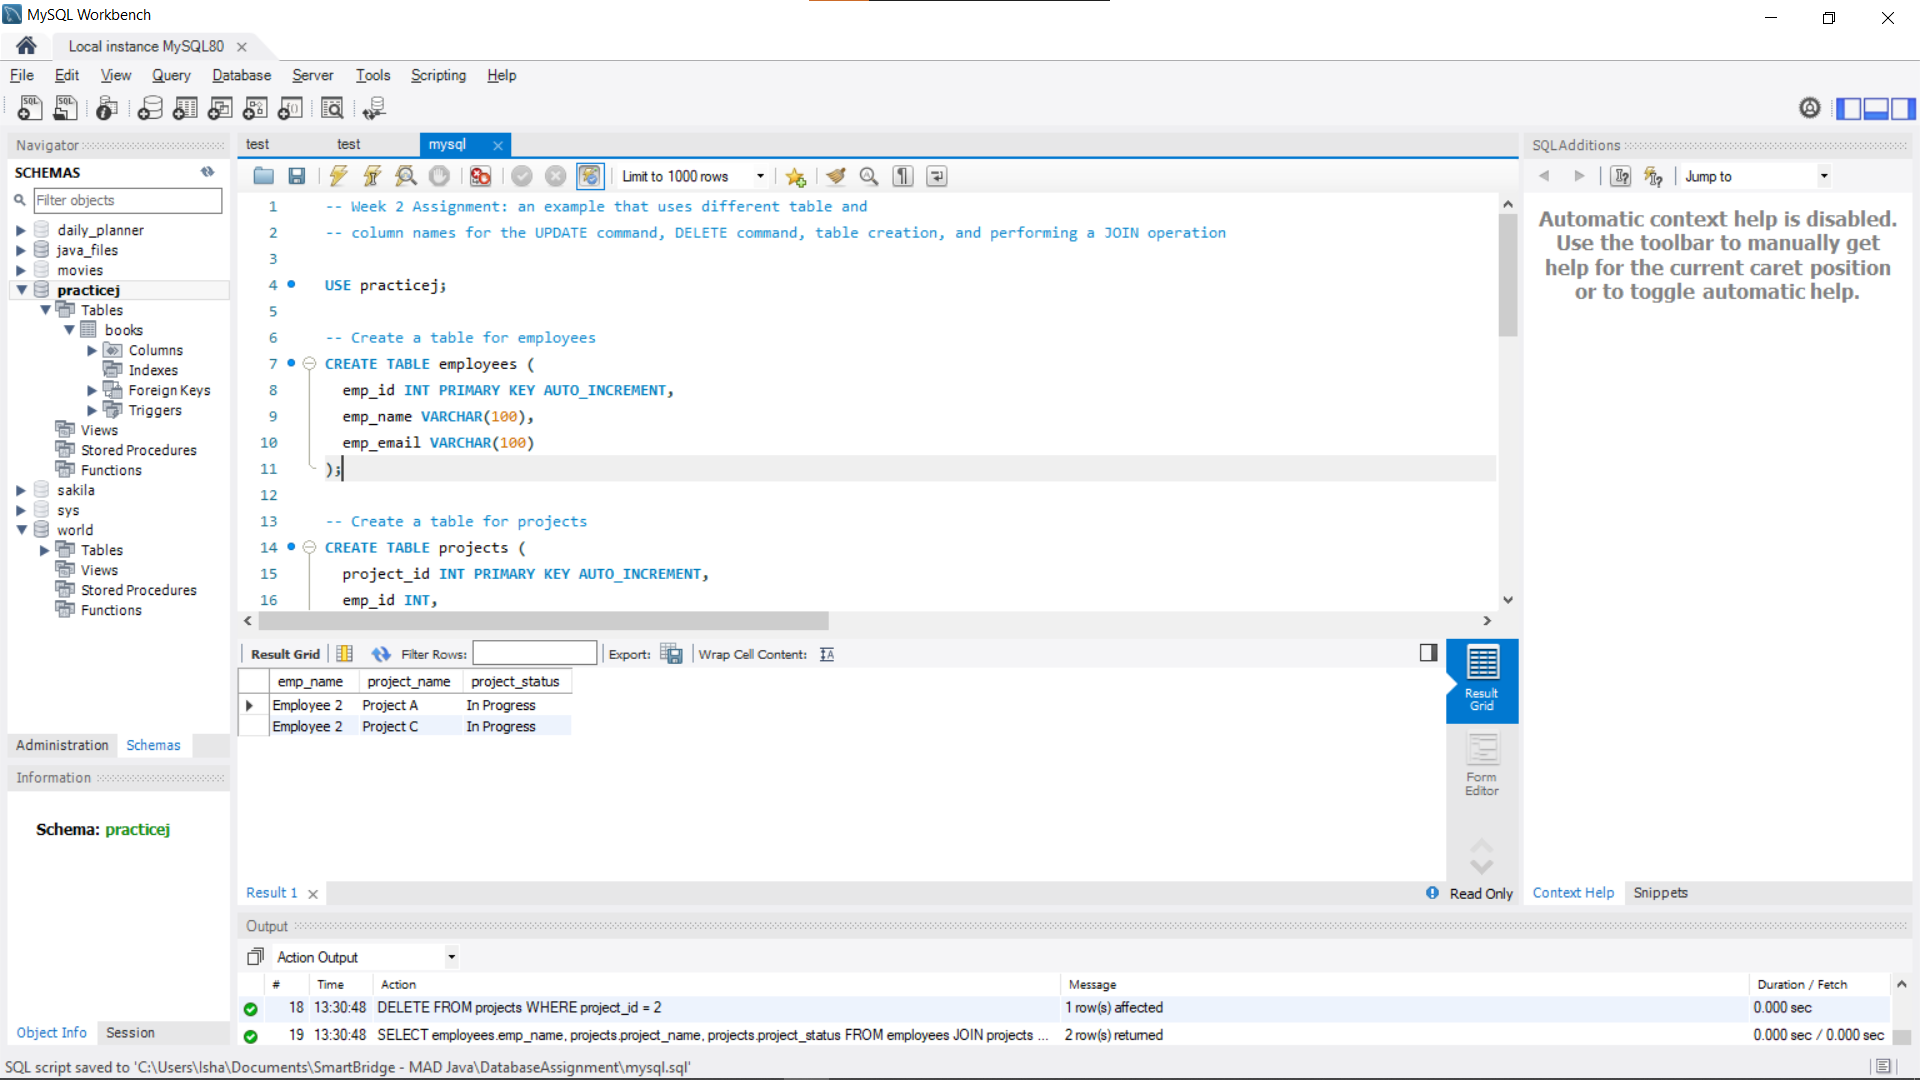 MySQL Workbench
Local instance MySQL80
File Edit View Query Database Server Tools Scripting Help
Navigator
SCHEMAS
Filter objects
daily_planner
java_files
movies
practicej
Tables
books
Columns
Indexes
Foreign Keys
Triggers
Views
Stored Procedures
Functions
sakila
sys
world
Tables
Views
Stored Procedures
Functions
Administration Schemas
Information
Schema: practicej
Object Info Session
test test mysql
Limit to 1000 rows
1 -- Week 2 Assignment: an example that uses different table and
2 -- column names for the UPDATE command, DELETE command, table creation, and performing a JOIN operation
3
4 USE practicej;
5
6 -- Create a table for employees
7 CREATE TABLE employees (
8 emp_id INT PRIMARY KEY AUTO_INCREMENT,
9 emp_name VARCHAR(100),
10 emp_email VARCHAR(100)
11 );
12
13 -- Create a table for projects
14 CREATE TABLE projects (
15 project_id INT PRIMARY KEY AUTO_INCREMENT,
16 emp_id INT,
Result Grid Filter Rows: Export: Wrap Cell Content:
emp_name project_name project_status
Employee 2 Project A In Progress
Employee 2 Project C In Progress
Result
Grid
Form
Editor
Result 1 Read Only
SQLAdditions
Jump to
Automatic context help is disabled.
Use the toolbar to manually get
help for the current caret position
or to toggle automatic help.
Context Help Snippets
Output
Action Output
# Time Action Message Duration / Fetch
18 13:30:48 DELETE FROM projects WHERE project_id = 2 1 row(s) affected 0.000 sec
19 13:30:48 SELECT employees.emp_name, projects.project_name, projects.project_status FROM employees JOIN projects ... 2 row(s) returned 0.000 sec / 0.000 sec
SQL script saved to 'C:\Users\Isha\Documents\SmartBridge - MAD Java\DatabaseAssignment\mysql.sql'